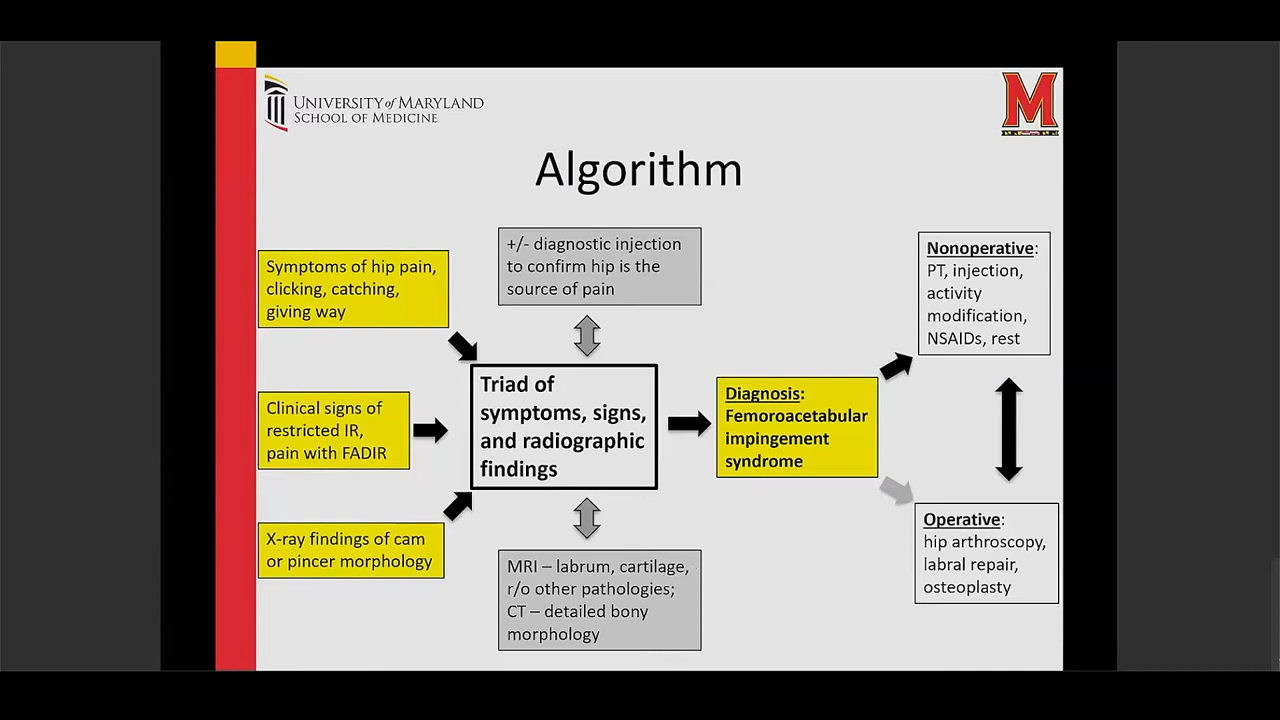 UNIVERSITY of MARYLAND
SCHOOL OF MEDICINE
M
Algorithm
Symptoms of hip pain,
clicking, catching,
giving way
Clinical signs of
restricted IR,
pain with FADIR
X-ray findings of cam
or pincer morphology
+/- diagnostic injection
to confirm hip is the
source of pain
Triad of
symptoms, signs,
and radiographic
findings
MRI – labrum, cartilage,
r/o other pathologies;
CT – detailed bony
morphology
Diagnosis:
Femoroacetabular
impingement
syndrome
Nonoperative:
PT, injection,
activity
modification,
NSAIDs, rest
Operative:
hip arthroscopy,
labral repair,
osteoplasty